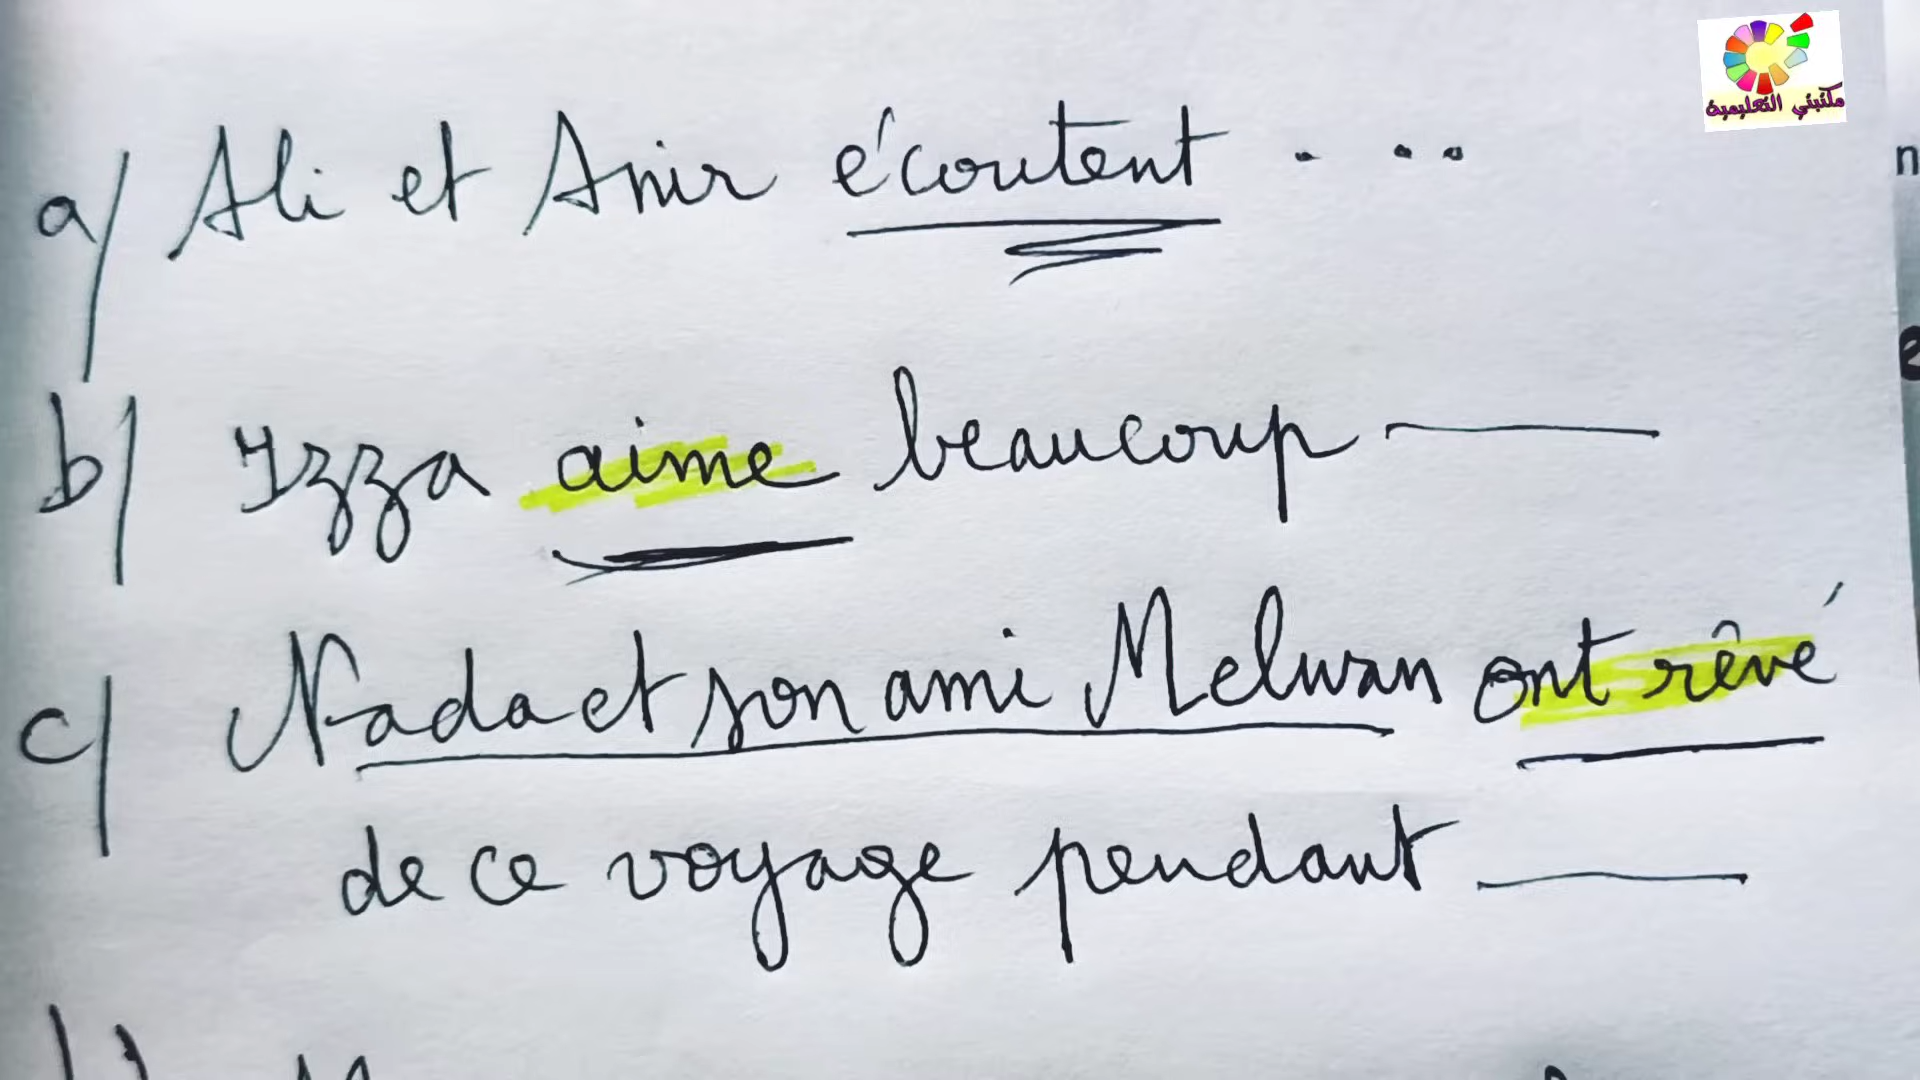 مكتبتي التعليمية
a/ Ali et Anir écoutent . . . .
b/ Izza aime beaucoup ——
c/ Nada et son ami Melwan ont rêvé
de ce voyage pendant ——